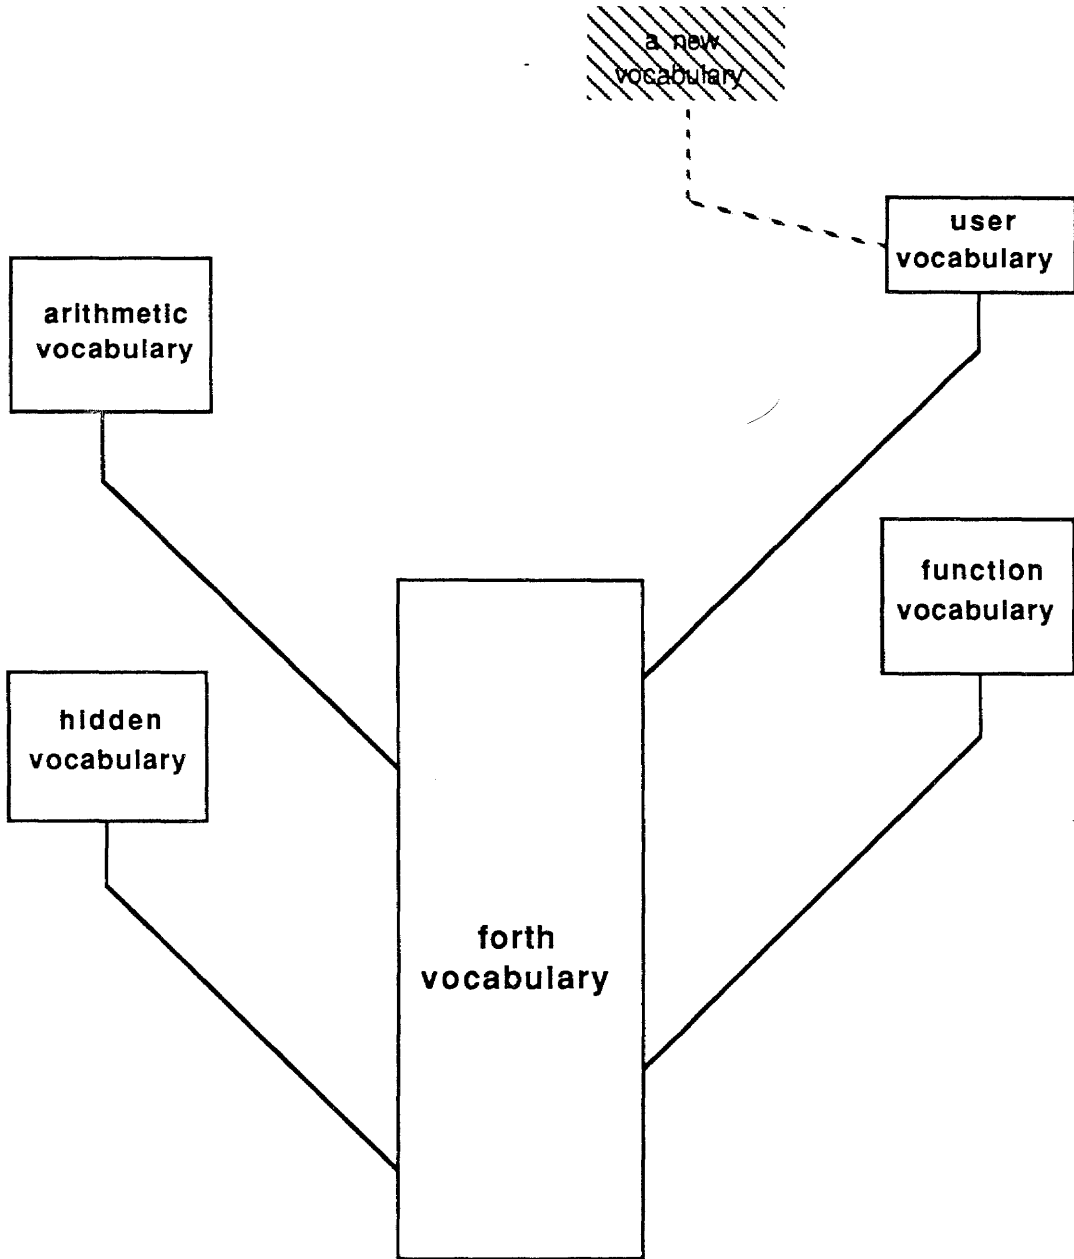 a new
vocabulary
user
vocabulary
arithmetic
vocabulary
function
vocabulary
hidden
vocabulary
forth
vocabulary